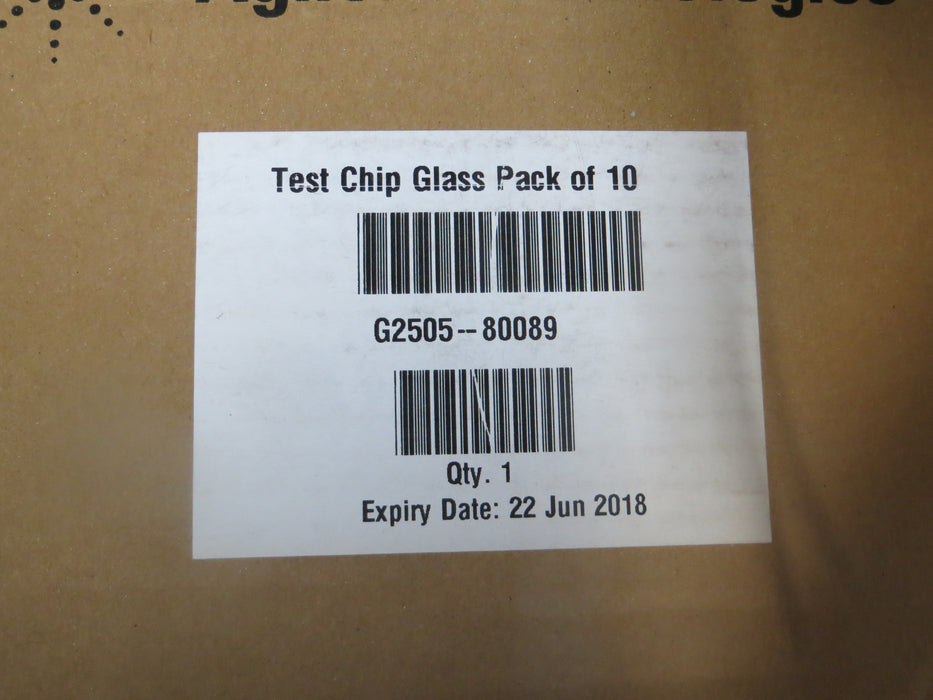 Test Chip Glass Pack of 10
G2505--80089
Qty. 1
Expiry Date: 22 Jun 2018